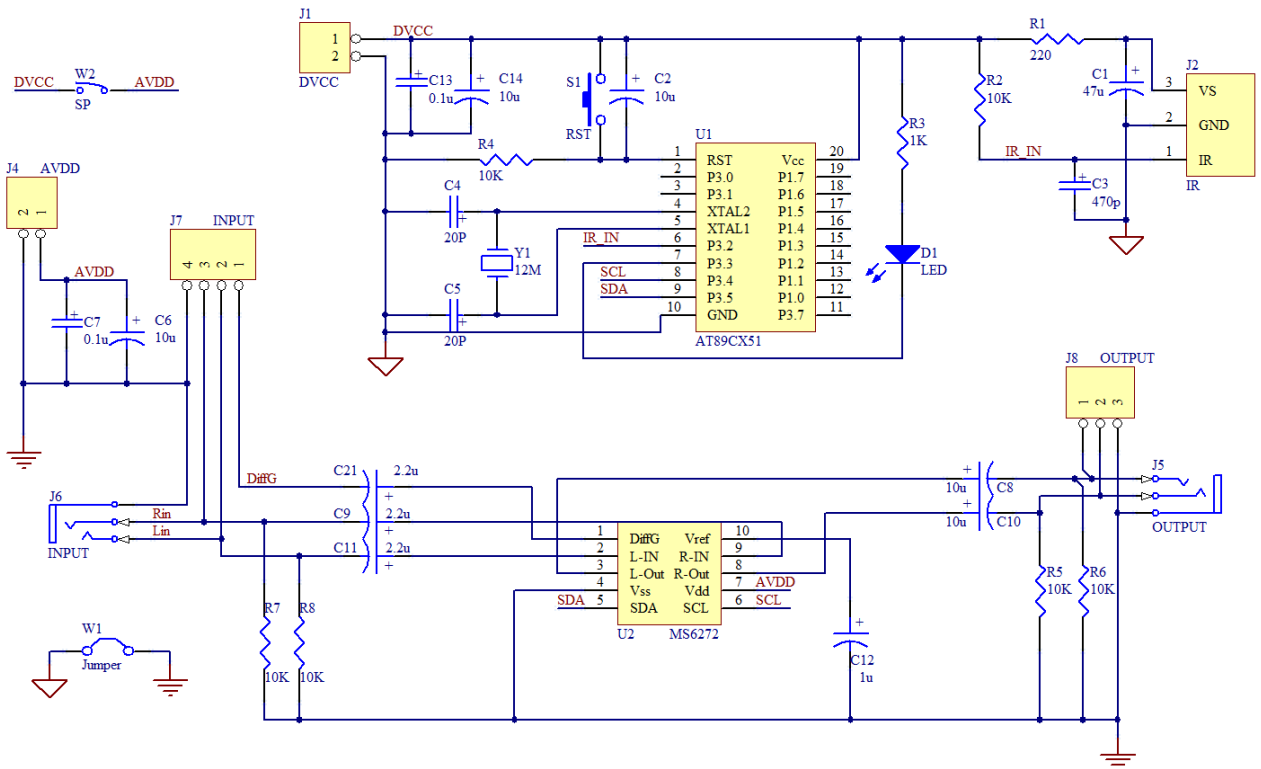 J1
1
2
DVCC
DVCC
C13
0.1u
C14
10u
S1
RST
C2
10u
R1
220
C1
47u
J2
3 VS
2 GND
1 IR
IR
R2
10K
R3
1K
IR_IN
C3
470p
DVCC
W2
SP
AVDD
R4
10K
U1
1 RST Vcc 20
2 P3.0 P1.7 19
3 P3.1 P1.6 18
4 XTAL2 P1.5 17
5 XTAL1 P1.4 16
6 P3.2 P1.3 15
7 P3.3 P1.2 14
8 P3.4 P1.1 13
9 P3.5 P1.0 12
10 GND P3.7 11
AT89CX51
IR_IN
SCL
SDA
C4
20P
Y1
12M
C5
20P
D1
LED
J4 AVDD
2 1
AVDD
C7
0.1u
C6
10u
J7 INPUT
4 3 2 1
DiffG
J6
Rin
Lin
INPUT
C21 2.2u
C9 2.2u
C11 2.2u
J8 OUTPUT
1 2 3
J5
OUTPUT
10u C8
10u C10
1 DiffG Vref 10
2 L-IN R-IN 9
3 L-Out R-Out 8
4 Vss Vdd 7 AVDD
SDA 5 SDA SCL 6 SCL
U2 MS6272
R5
10K
R6
10K
R7
10K
R8
10K
C12
1u
W1
Jumper